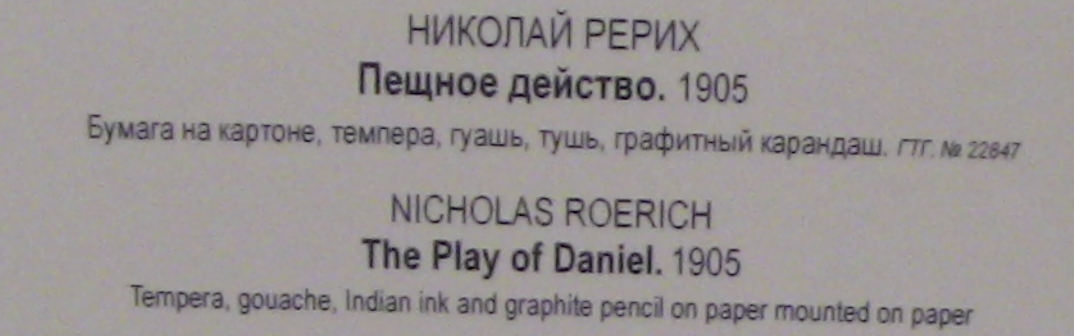 НИКОЛАЙ РЕРИХ
Пещное действо. 1905
Бумага на картоне, темпера, гуашь, тушь, графитный карандаш. ГТГ. № 22847
NICHOLAS ROERICH
The Play of Daniel. 1905
Tempera, gouache, Indian ink and graphite pencil on paper mounted on paper